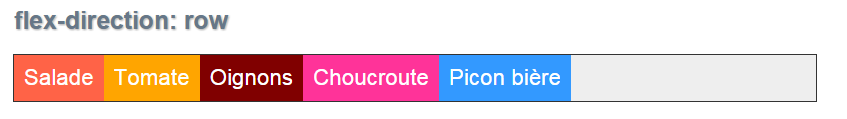 flex-direction: row
Salade Tomate Oignons Choucroute Picon bière